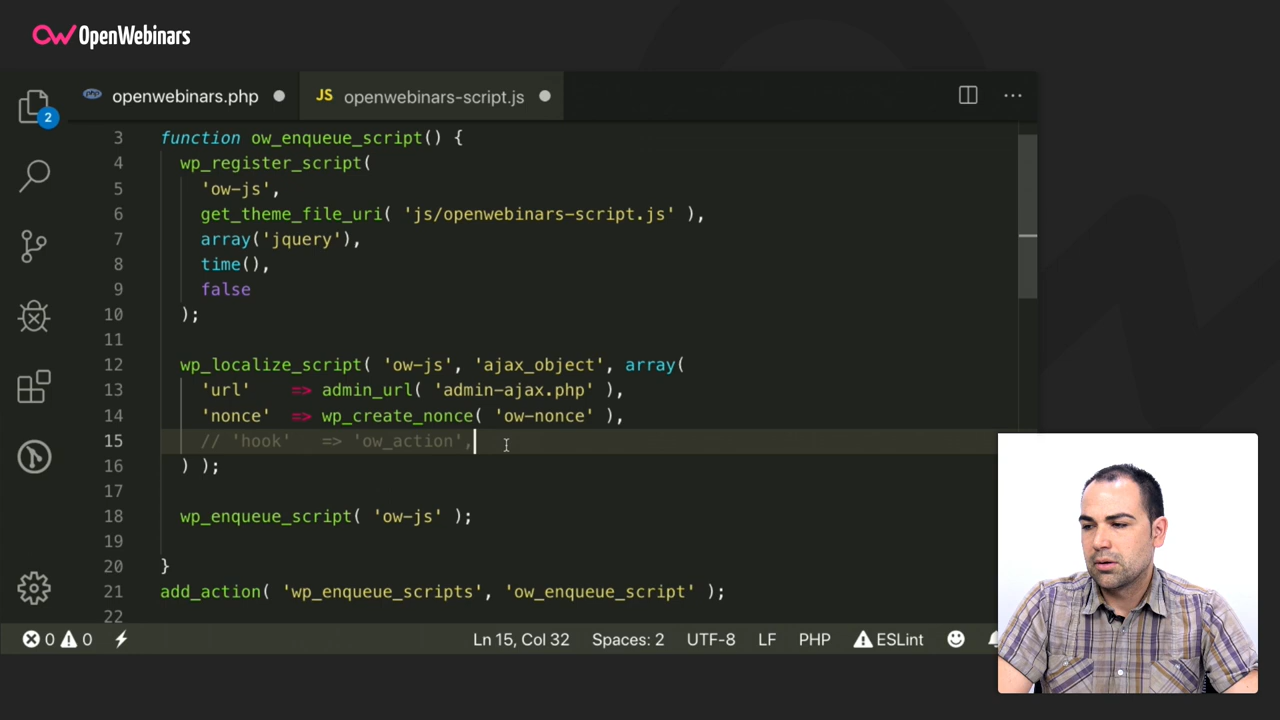 OW OpenWebinars
php openwebinars.php
JS openwebinars-script.js
2
3 function ow_enqueue_script() {
4 wp_register_script(
5 'ow-js',
6 get_theme_file_uri( 'js/openwebinars-script.js' ),
7 array('jquery'),
8 time(),
9 false
10 );
11
12 wp_localize_script( 'ow-js', 'ajax_object', array(
13 'url' => admin_url( 'admin-ajax.php' ),
14 'nonce' => wp_create_nonce( 'ow-nonce' ),
15 // 'hook' => 'ow_action',
16 ) );
17
18 wp_enqueue_script( 'ow-js' );
19
20 }
21 add_action( 'wp_enqueue_scripts', 'ow_enqueue_script' );
22
0 0 Ln 15, Col 32 Spaces: 2 UTF-8 LF PHP ESLint